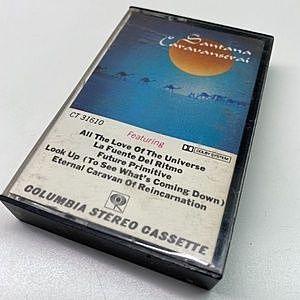 Santana
Caravanserai
CT 31610
Featuring
DOLBY SYSTEM
All The Love Of The Universe
La Fuente Del Ritmo
Future Primitive
Look Up (To See What's Coming Down)
Eternal Caravan Of Reincarnation
COLUMBIA STEREO CASSETTE